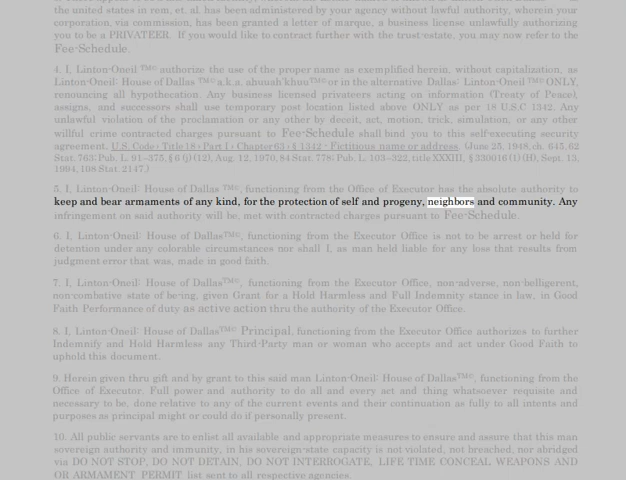 the united states in rem, et. al. has been administered by your agency without lawful authority, wherein your
corporation, via commission, has been granted a letter of marque, a business license unlawfully authorizing
you to be a PRIVATEER. If you would like to contract further with the trust/estate, you may now refer to the
Fee-Schedule.
4. I, Linton-Oneil ™© authorize the use of the proper name as exemplified herein, without capitalization, as
Linton-Oneil: House of Dallas ™© a.k.a. abuuah'khuu™© or in the alternative Dallas: Linton-Oneil ™© ONLY,
renouncing all hypothecation. Any business licensed privateers acting on information (Treaty of Peace),
assigns, and successors shall use temporary post location listed above ONLY as per 18 U.S.C 1342. Any
unlawful violation of the proclamation or any other by deceit, act, motion, trick, simulation, or any other
willful crime contracted charges pursuant to Fee-Schedule shall bind you to this self-executing security
agreement. U.S. Code › Title 18 › Part I › Chapter 63 › § 1342 - Fictitious name or address. (June 25, 1948, ch. 645, 62
Stat. 763; Pub. L. 91–375, § 6 (j) (12), Aug. 12, 1970, 84 Stat. 778; Pub. L. 103–322, title XXXIII, § 330016 (1) (H), Sept. 13,
1994, 108 Stat. 2147.)
5. I, Linton-Oneil: House of Dallas ™©, functioning from the Office of Executor has the absolute authority to
keep and bear armaments of any kind, for the protection of self and progeny, neighbors and community. Any
infringement on said authority will be, met with contracted charges pursuant to Fee-Schedule.
6. I, Linton-Oneil: House of Dallas™©, functioning from the Executor Office is not to be arrest or held for
detention under any colorable circumstances nor shall I, as man held liable for any loss that results from
judgment error that was, made in good faith.
7. I, Linton-Oneil: House of Dallas™©, functioning from the Executor Office, non-adverse, non-belligerent,
non-combative state of be-ing, given Grant for a Hold Harmless and Full Indemnity stance in law, in Good
Faith Performance of duty as active action thru the authority of the Executor Office.
8. I, Linton-Oneil: House of Dallas™© Principal, functioning from the Executor Office authorizes to further
Indemnify and Hold Harmless any Third-Party man or woman who accepts and act under Good Faith to
uphold this document.
9. Herein given thru gift and by grant to this said man Linton-Oneil: House of Dallas™©, functioning from the
Office of Executor. Full power and authority to do all and every act and thing whatsoever requisite and
necessary to be, done relative to any of the current events and their continuation as fully to all intents and
purposes as principal might or could do if personally present.
10. All public servants are to enlist all available and appropriate measures to ensure and assure that this man
sovereign authority and immunity, in his sovereign-state capacity is not violated, not breached, nor abridged
via DO NOT STOP, DO NOT DETAIN, DO NOT INTERROGATE, LIFE TIME CONCEAL WEAPONS AND
OR ARMAMENT PERMIT list sent to all respective agencies.